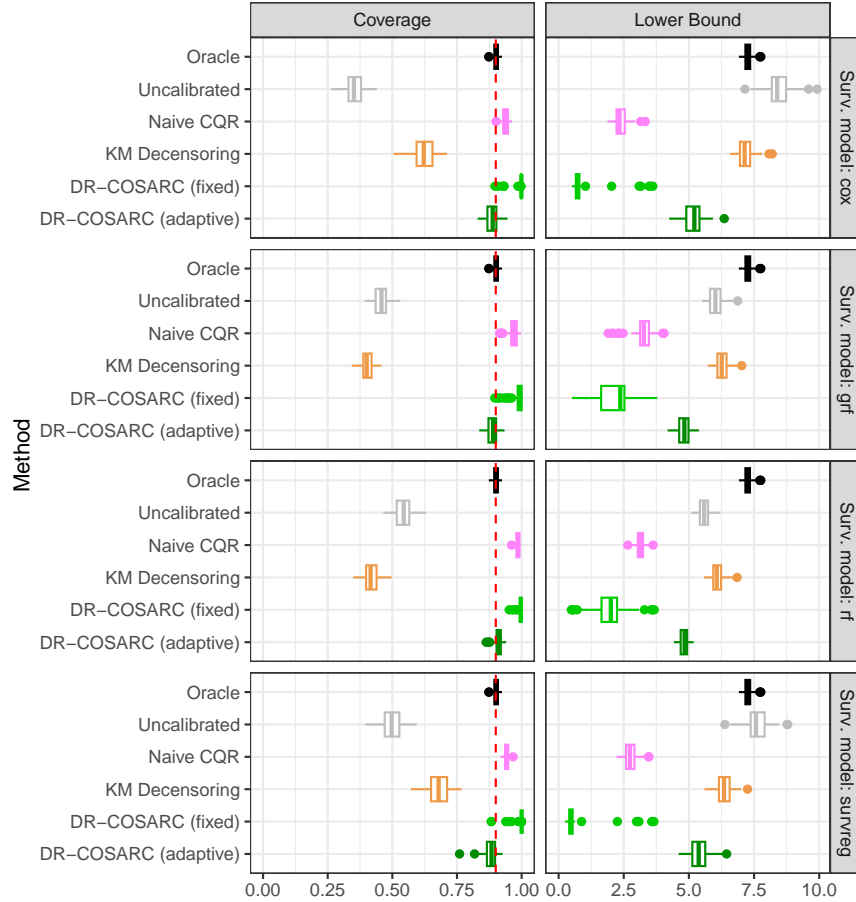 Coverage
Lower Bound
Method
Oracle
Uncalibrated
Naive CQR
KM Decensoring
DR−COSARC (fixed)
DR−COSARC (adaptive)
Surv. model: cox
Oracle
Uncalibrated
Naive CQR
KM Decensoring
DR−COSARC (fixed)
DR−COSARC (adaptive)
Surv. model: grf
Oracle
Uncalibrated
Naive CQR
KM Decensoring
DR−COSARC (fixed)
DR−COSARC (adaptive)
Surv. model: rf
Oracle
Uncalibrated
Naive CQR
KM Decensoring
DR−COSARC (fixed)
DR−COSARC (adaptive)
Surv. model: survreg
0.00 0.25 0.50 0.75 1.00
0.0 2.5 5.0 7.5 10.0